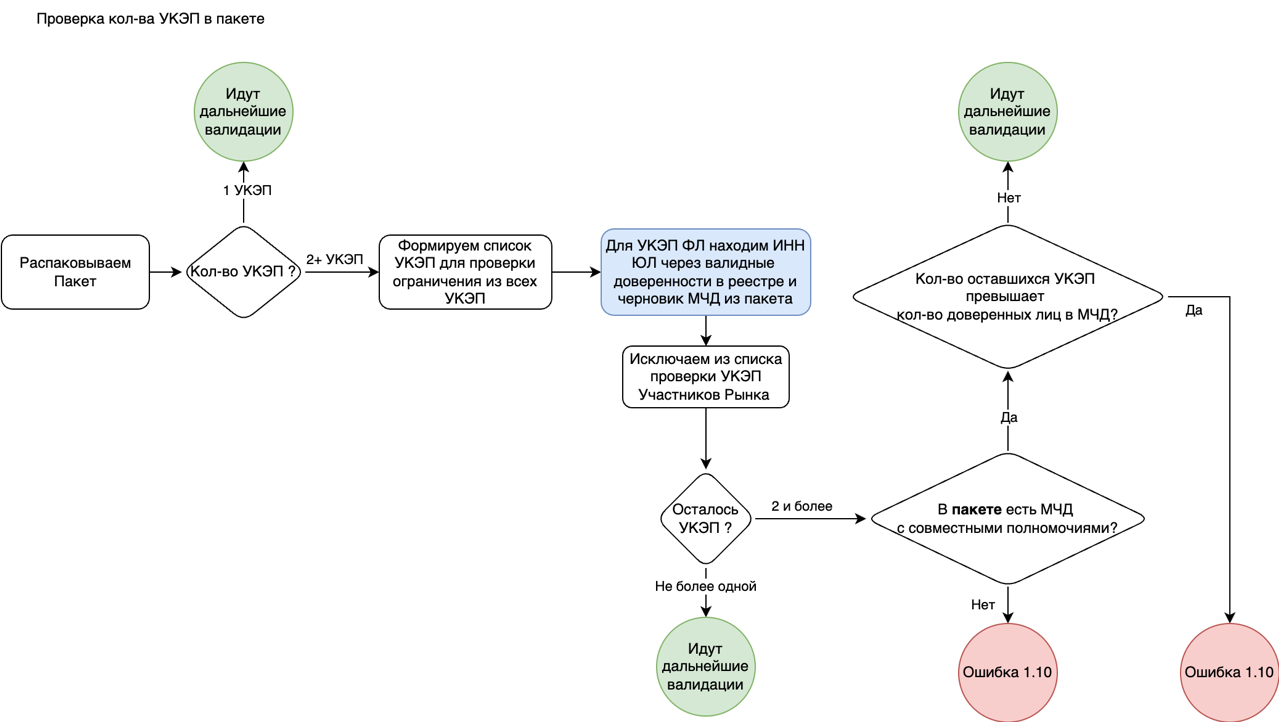 Проверка кол-ва УКЭП в пакете
Идут
дальнейшие
валидации
1 УКЭП
Распаковываем
Пакет
Кол-во УКЭП ?
2+ УКЭП
Формируем список
УКЭП для проверки
ограничения из всех
УКЭП
Для УКЭП ФЛ находим ИНН
ЮЛ через валидные
доверенности в реестре и
черновик МЧД из пакета
Исключаем из списка
проверки УКЭП
Участников Рынка
Осталось
УКЭП ?
Не более одной
Идут
дальнейшие
валидации
2 и более
В пакете есть МЧД
с совместными полномочиями?
Нет
Ошибка 1.10
Да
Кол-во оставшихся УКЭП
превышает
кол-во доверенных лиц в МЧД?
Нет
Идут
дальнейшие
валидации
Да
Ошибка 1.10